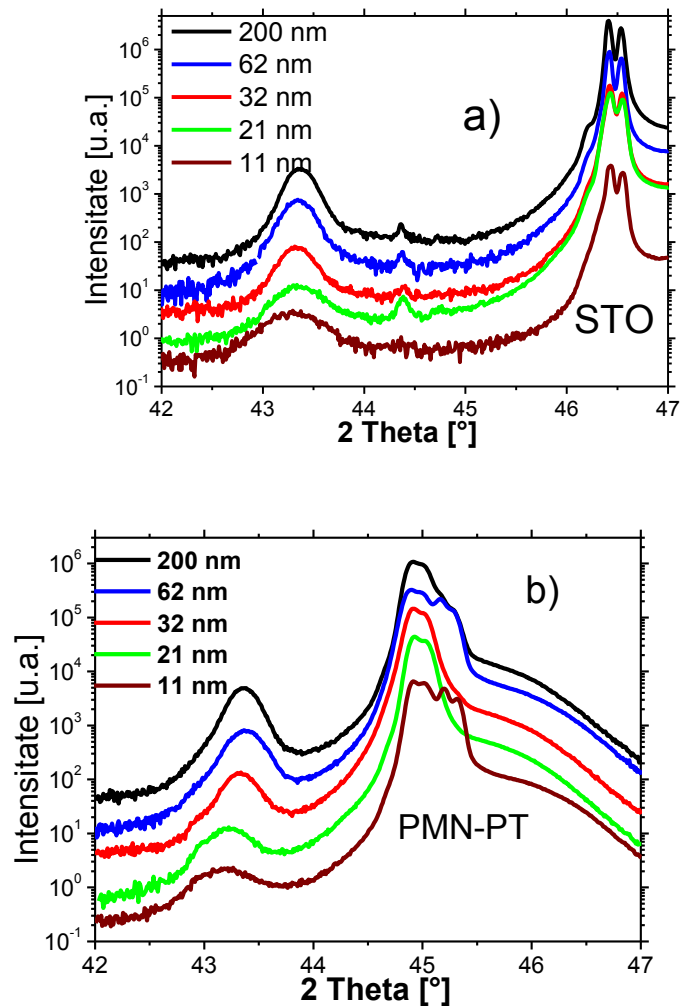 200 nm
62 nm
32 nm
21 nm
11 nm
a)
STO
Intensitate [u.a.]
10^6
10^5
10^4
10^3
10^2
10^1
10^0
10^-1
42 43 44 45 46 47
2 Theta [°]
200 nm
62 nm
32 nm
21 nm
11 nm
b)
PMN-PT
Intensitate [u.a.]
10^6
10^5
10^4
10^3
10^2
10^1
10^0
10^-1
42 43 44 45 46 47
2 Theta [°]